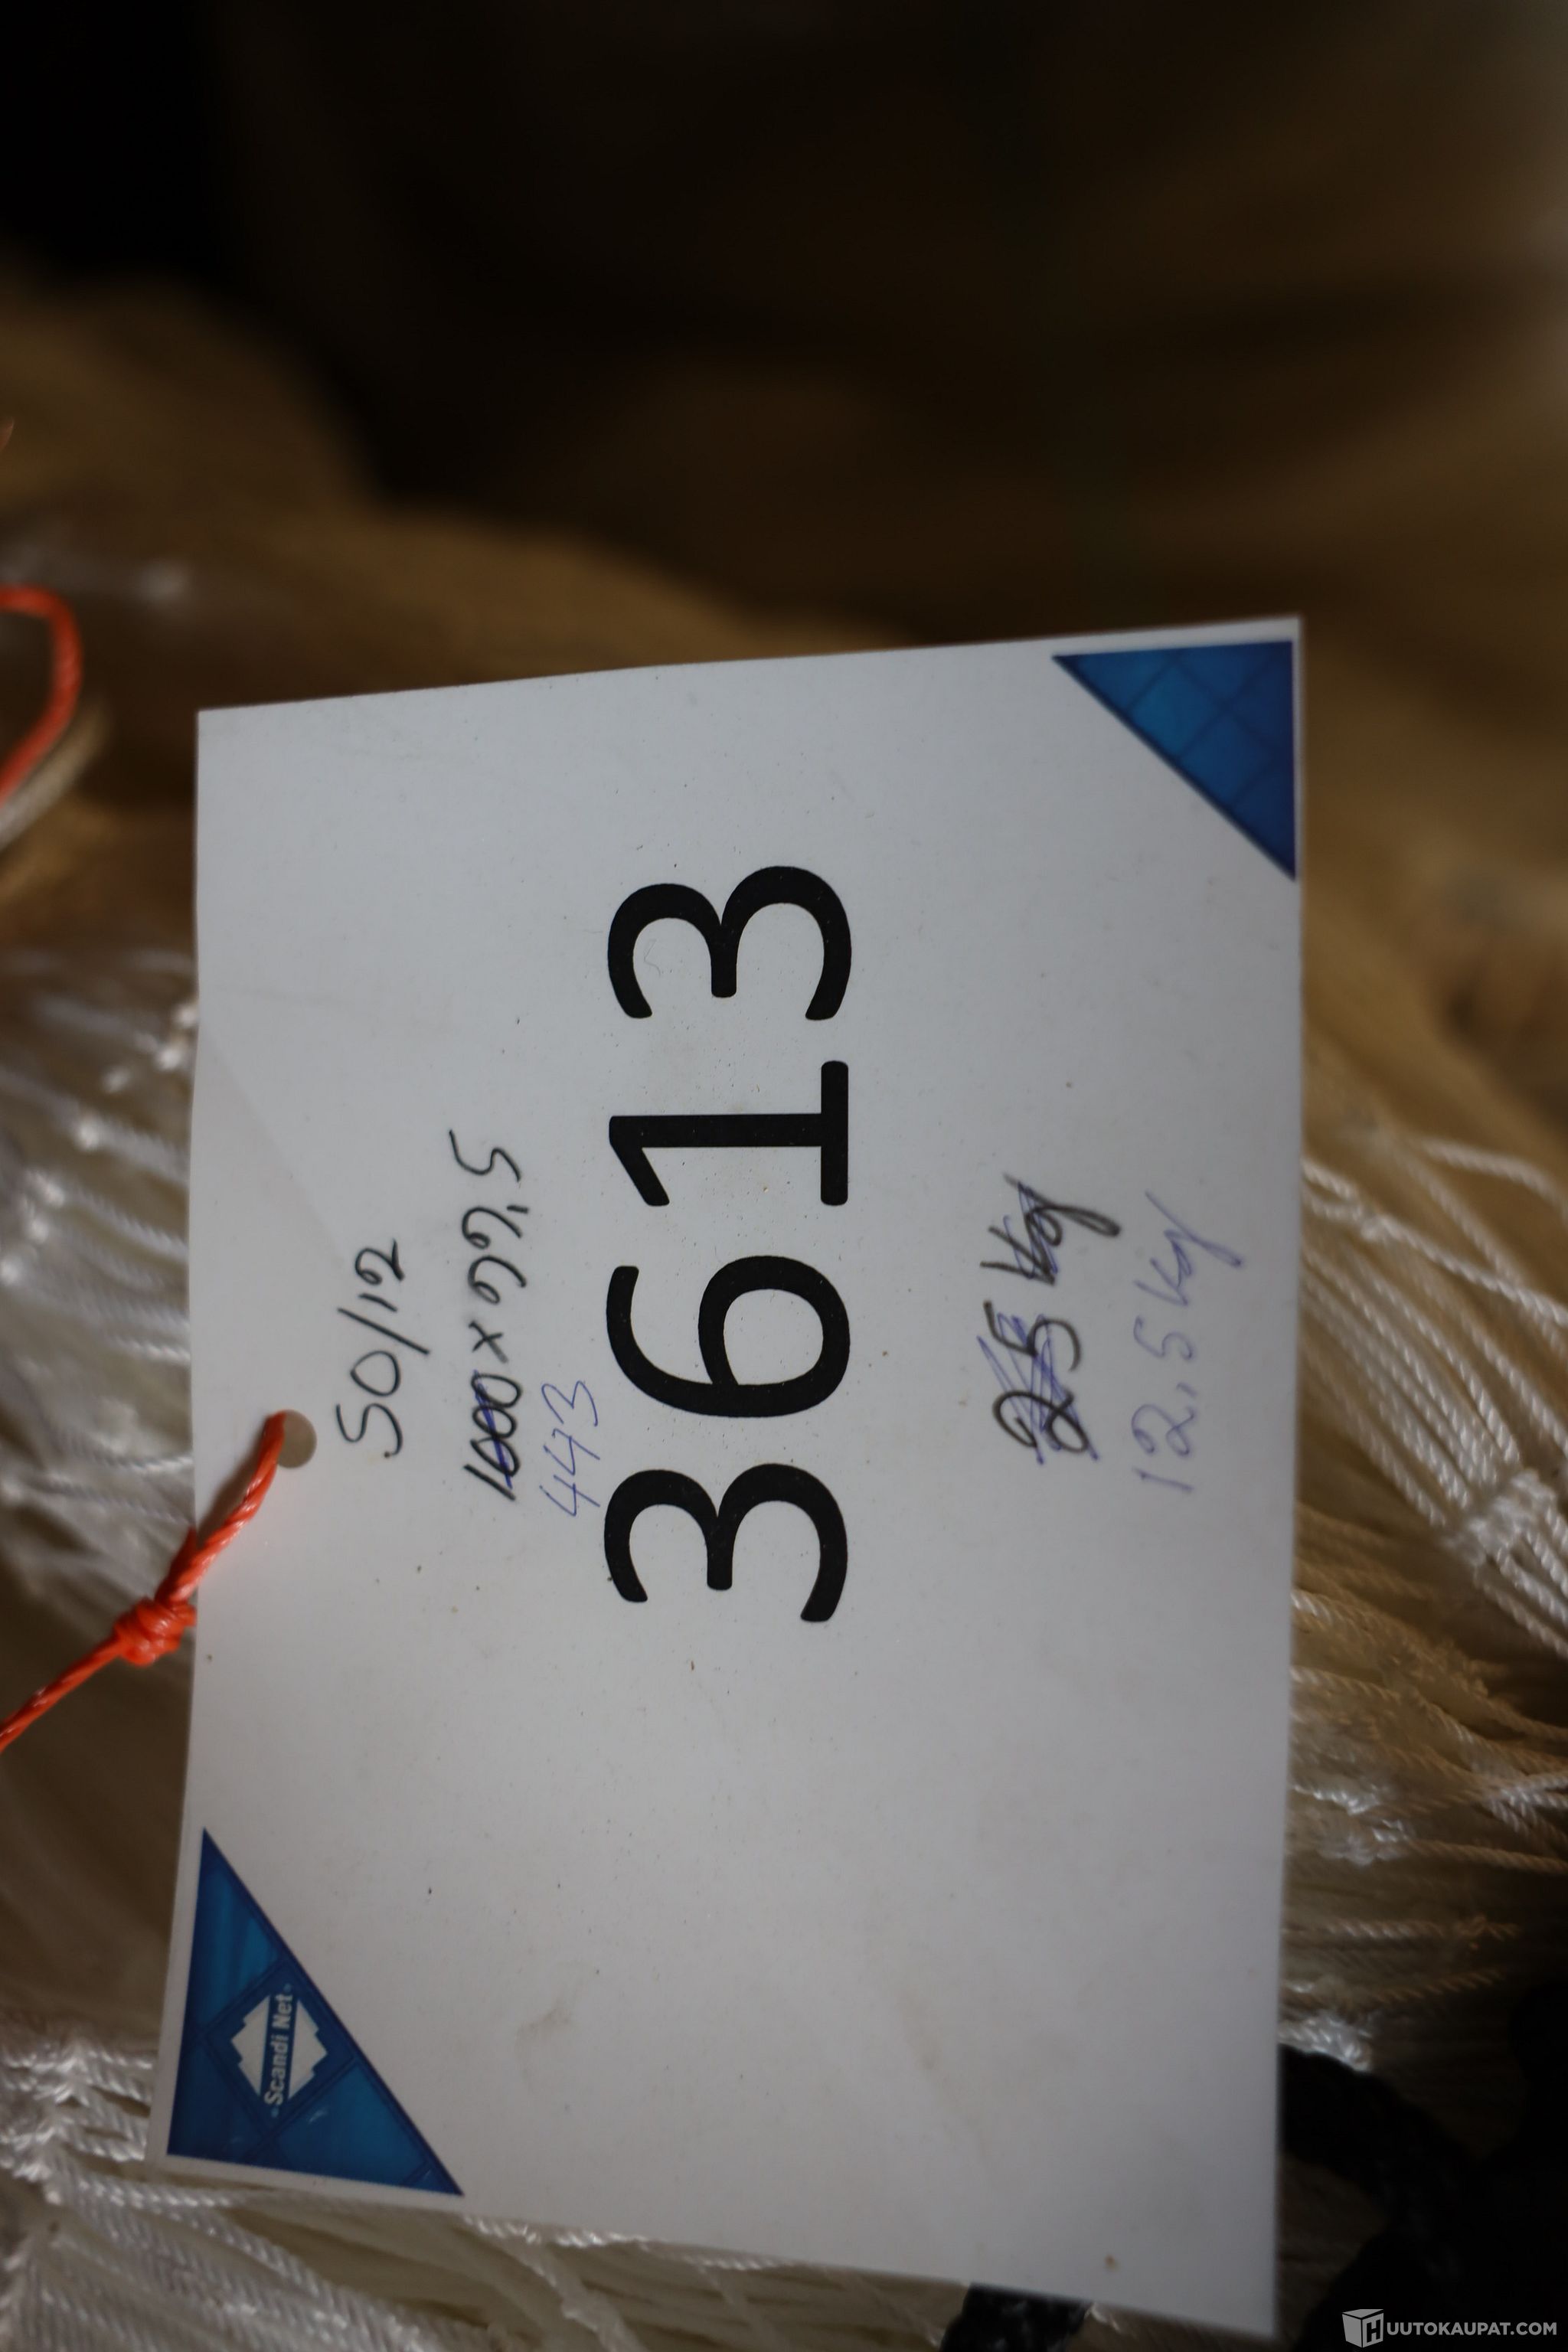 50/12
1000 x 99,5
443
3613
25 kg
12.5 kg
Scandi Net
HUUTOKAUPAT.COM